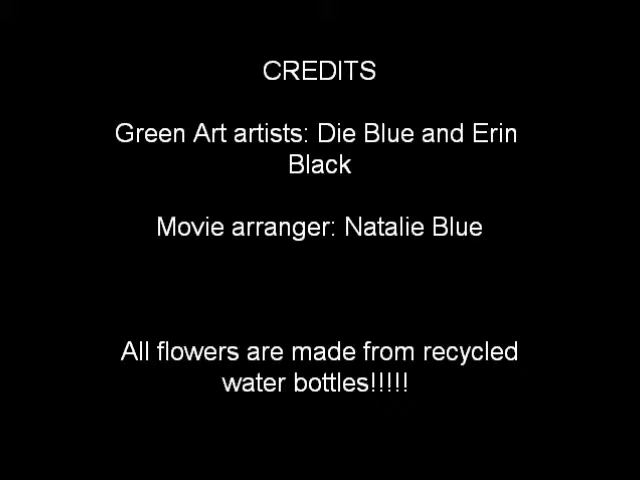 CREDITS
Green Art artists: Die Blue and Erin
Black
Movie arranger: Natalie Blue
All flowers are made from recycled
water bottles!!!!!